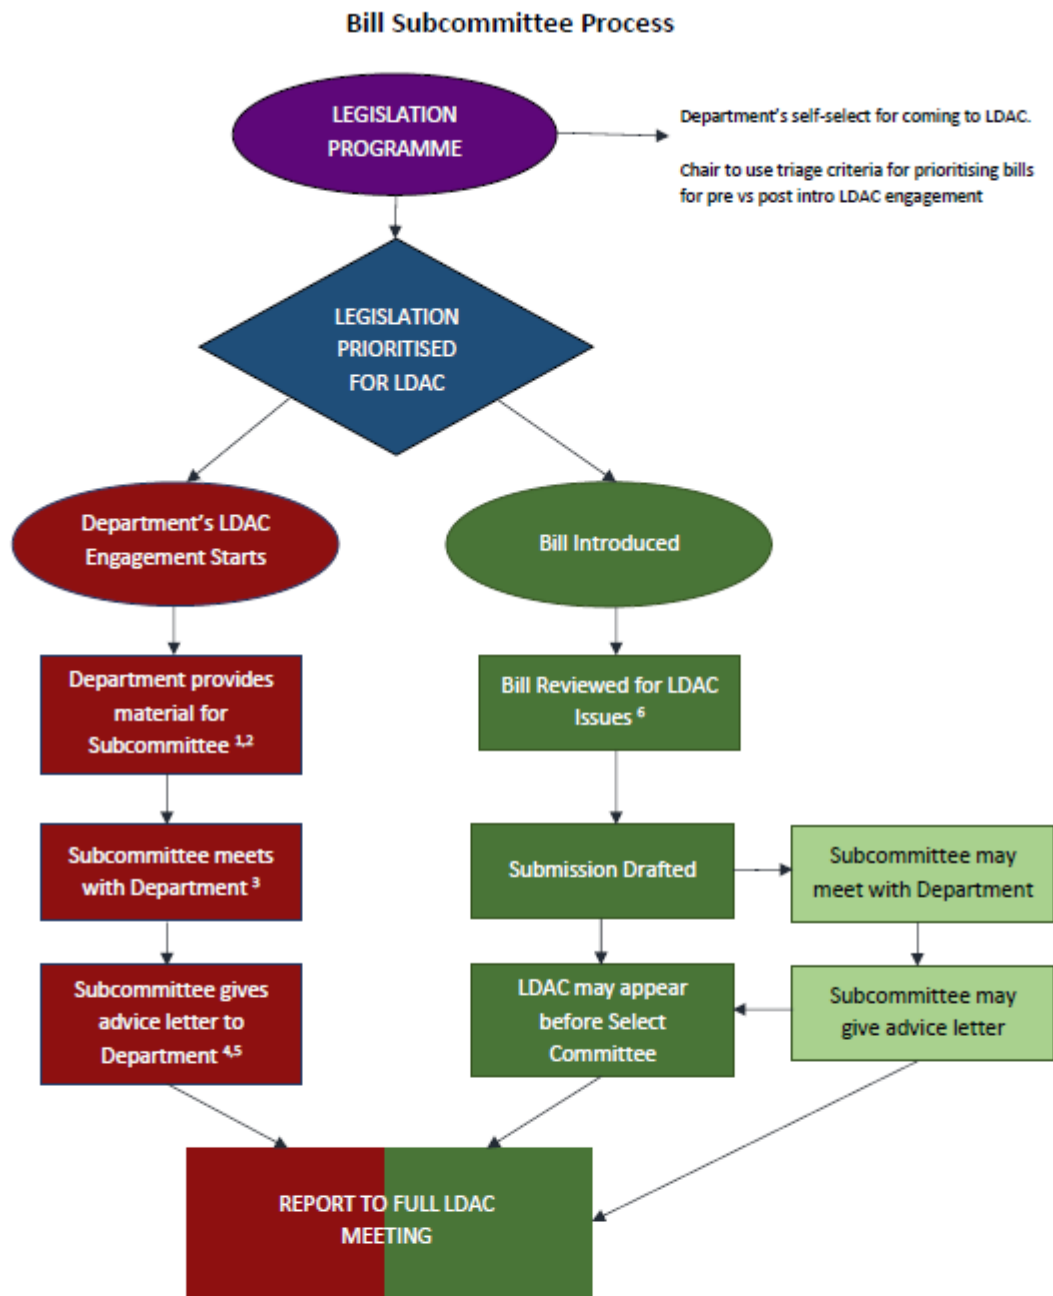 Bill Subcommittee Process
LEGISLATION
PROGRAMME
Department's self-select for coming to LDAC.
Chair to use triage criteria for prioritising bills
for pre vs post intro LDAC engagement
LEGISLATION
PRIORITISED
FOR LDAC
Department's LDAC
Engagement Starts
Bill Introduced
Department provides
material for
Subcommittee 1,2
Bill Reviewed for LDAC
Issues 6
Subcommittee meets
with Department 3
Submission Drafted
Subcommittee may
meet with Department
Subcommittee gives
advice letter to
Department 4,5
LDAC may appear
before Select
Committee
Subcommittee may
give advice letter
REPORT TO FULL LDAC
MEETING